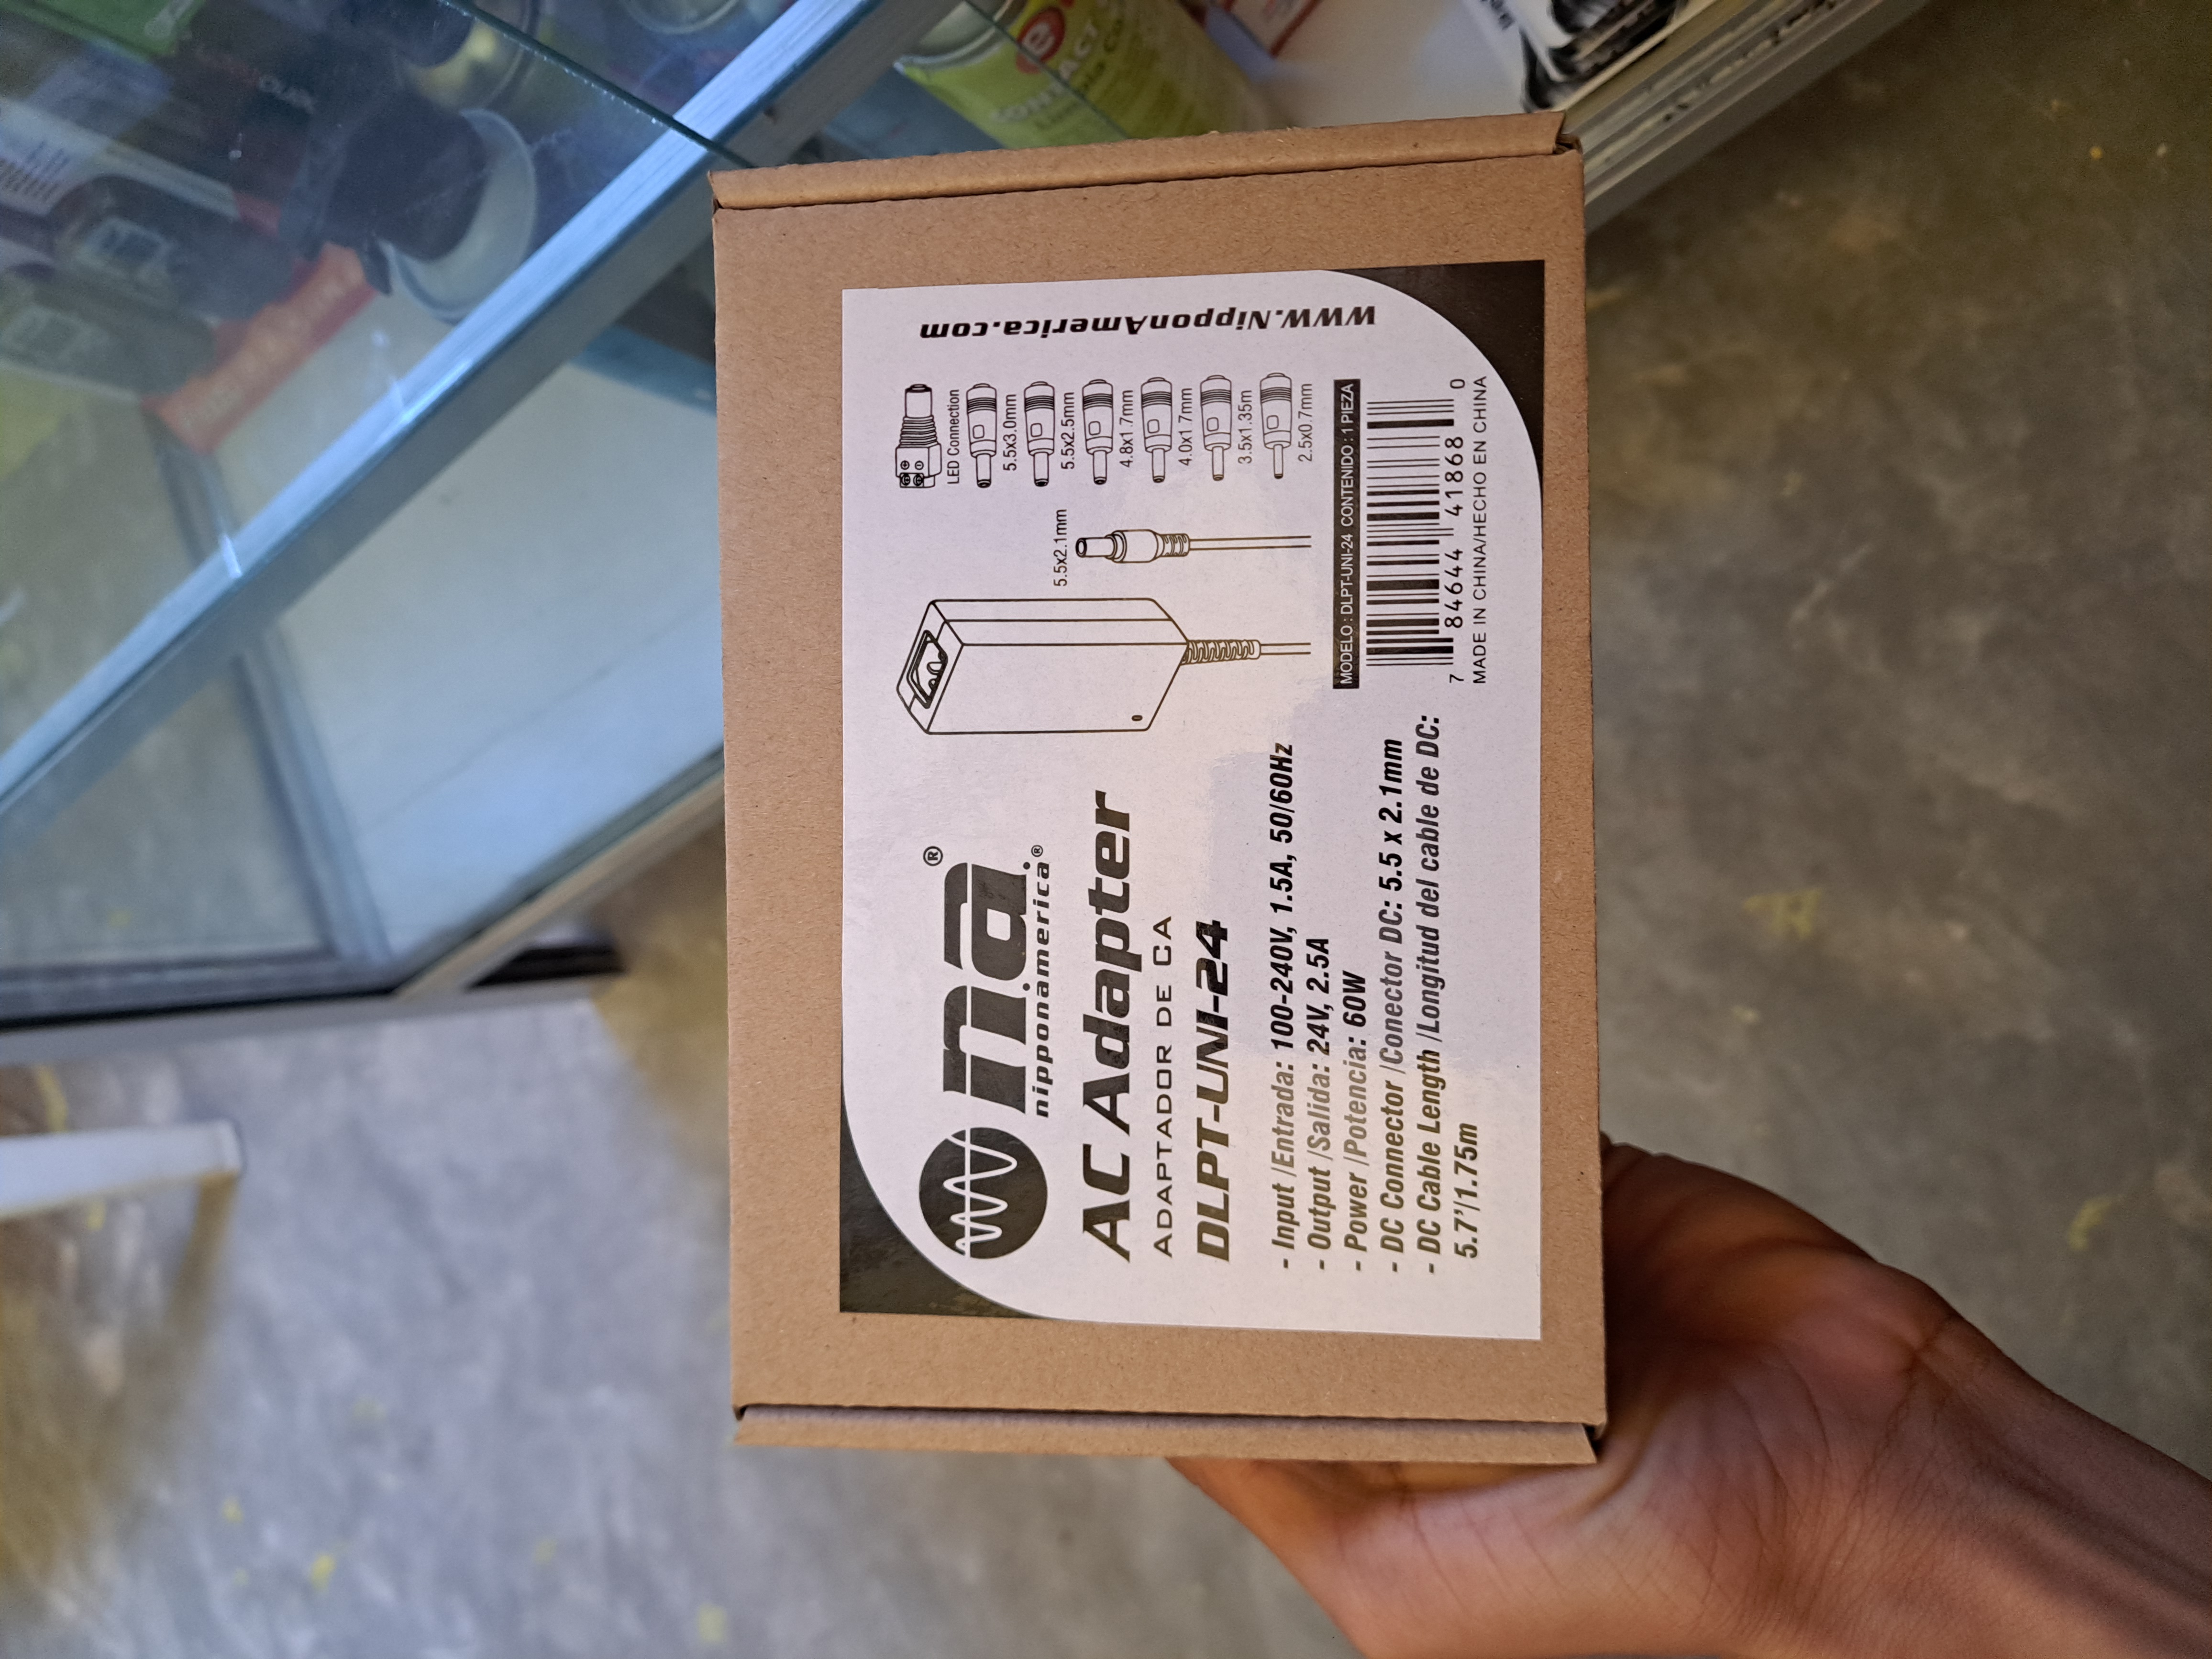 n.a.®
nipponamerica®
AC Adapter
ADAPTADOR DE CA
DLPT-UNI-24
- Input /Entrada: 100-240V, 1.5A, 50/60Hz
- Output /Salida: 24V, 2.5A
- Power /Potencia: 60W
- DC Connector /Conector DC: 5.5 x 2.1mm
- DC Cable Length /Longitud del cable de DC:
5.7'/1.75m
5.5x2.1mm
LED Connection
5.5x3.0mm
5.5x2.5mm
4.8x1.7mm
4.0x1 7mm
3.5x1.35m
2.5x0.7mm
MODELO : DLPT-UNI-24 CONTENIDO : 1 PIEZA
7 84644 41868 0
MADE IN CHINA/HECHO EN CHINA
www.NipponAmerica.com